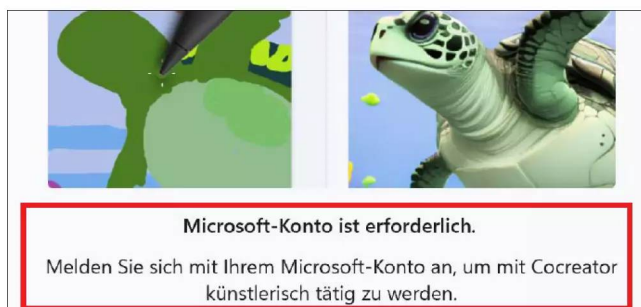 Microsoft-Konto ist erforderlich.
Melden Sie sich mit Ihrem Microsoft-Konto an, um mit Cocreator
künstlerisch tätig zu werden.